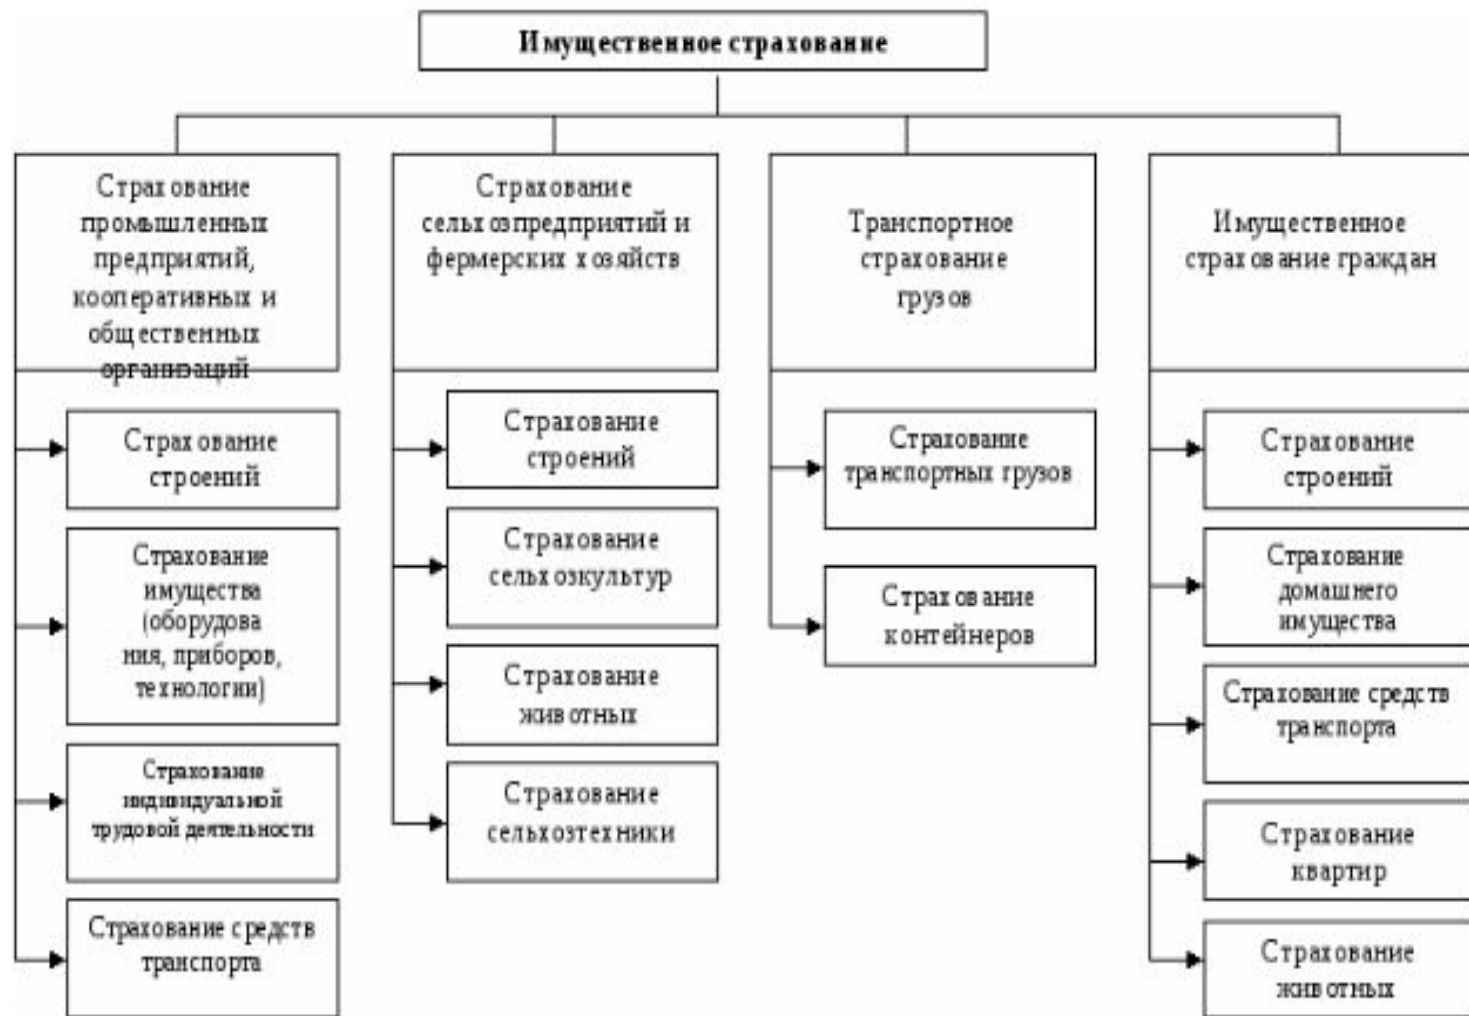 Имущественное страхование
Страхование
промышленных
предприятий,
кооперативных и
общественных
организаций
Страхование
строений
Страхование
имущества
(оборудова
ния, приборов,
технологии)
Страхование
индивидуальной
трудовой деятельности
Страхование средств
транспорта
Страхование
сельхозпредприятий и
фермерских хозяйств
Страхование
строений
Страхование
сельхозкультур
Страхование
животных
Страхование
сельхозтехники
Транспортное
страхование
грузов
Страхование
транспортных грузов
Страхование
контейнеров
Имущественное
страхование граждан
Страхование
строений
Страхование
домашнего
имущества
Страхование средств
транспорта
Страхование
квартир
Страхование
животных